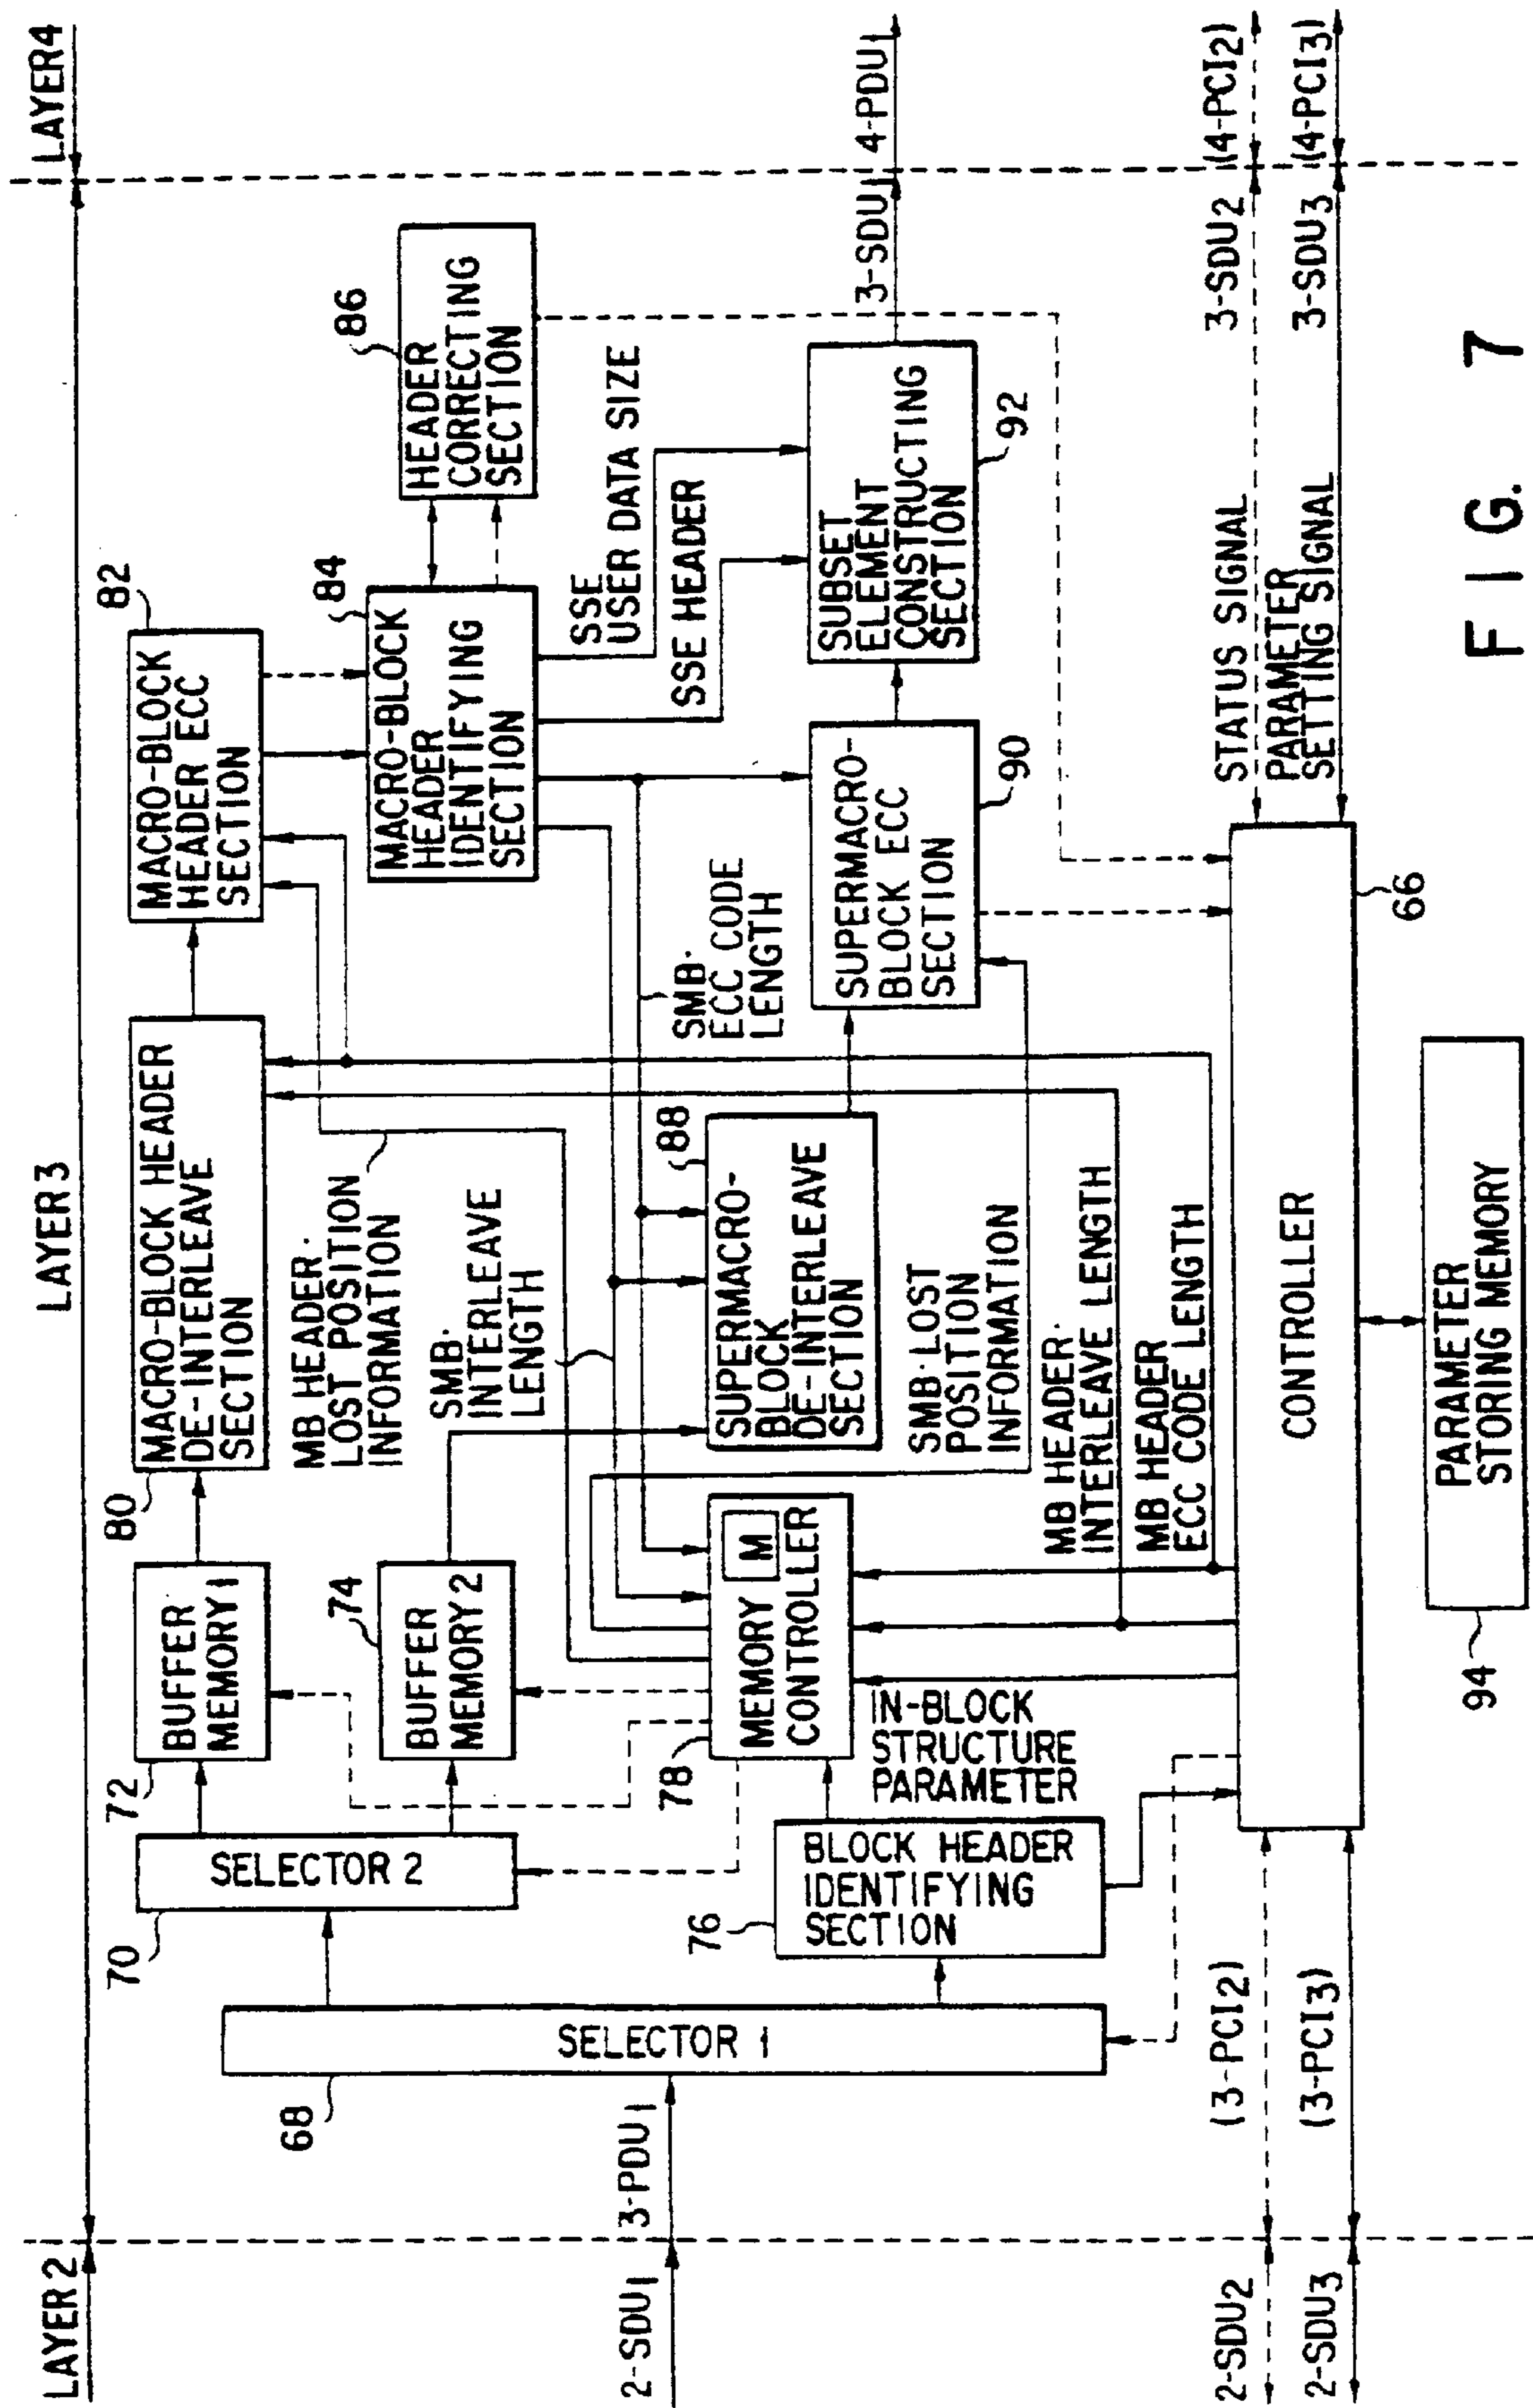 LAYER2
LAYER3
LAYER4
2-SDU1
3-PDU1
68
SELECTOR 1
70
SELECTOR 2
72
BUFFER
MEMORY 1
74
BUFFER
MEMORY 2
76
BLOCK HEADER
IDENTIFYING
SECTION
78
MEMORY
CONTROLLER
M
80
MACRO-BLOCK HEADER
DE-INTERLEAVE
SECTION
MB HEADER·
LOST POSITION
INFORMATION
SMB·
INTERLEAVE
LENGTH
88
SUPERMACRO-
BLOCK
DE-INTERLEAVE
SECTION
82
MACRO-BLOCK
HEADER ECC
SECTION
84
MACRO-BLOCK
HEADER
IDENTIFYING
SECTION
86
HEADER
CORRECTING
SECTION
SSE
USER DATA SIZE
SSE HEADER
SMB·
ECC CODE
LENGTH
SUPERMACRO-
BLOCK ECC
SECTION
90
SUBSET
ELEMENT
CONSTRUCTING
SECTION
92
3-SDU1
4-PDU1
SMB·LOST
POSITION
INFORMATION
MB HEADER·
INTERLEAVE LENGTH
MB HEADER
ECC CODE LENGTH
IN-BLOCK
STRUCTURE
PARAMETER
CONTROLLER
66
STATUS SIGNAL
PARAMETER
SETTING SIGNAL
3-SDU2
(4-PCI2)
3-SDU3
(4-PCI3)
2-SDU2
(3-PCI2)
2-SDU3
(3-PCI3)
94
PARAMETER
STORING MEMORY
FIG. 7